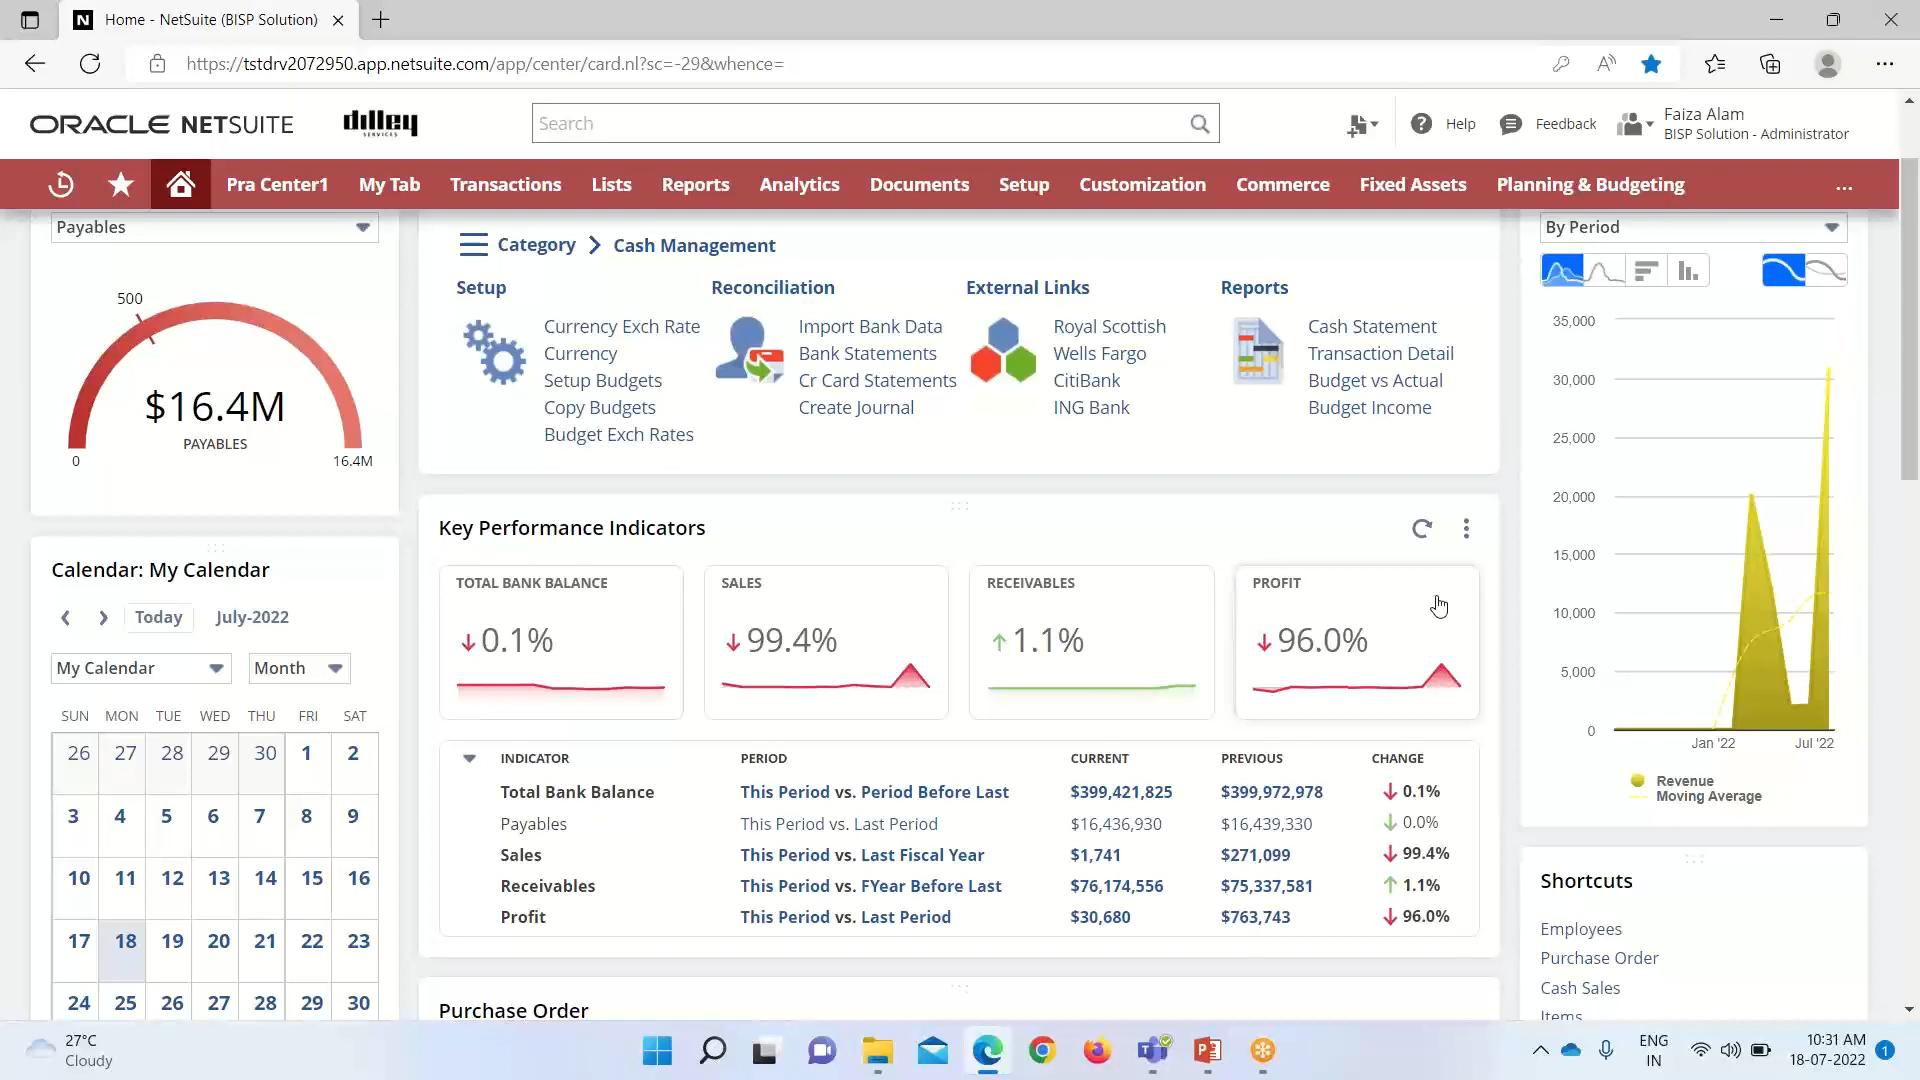 Home - NetSuite (BISP Solution)
https://tstdrv2072950.app.netsuite.com/app/center/card.nl?sc=-29&whence=
ORACLE NETSUITE
dilley
SERVICES
Search
Help
Feedback
Faiza Alam
BISP Solution - Administrator
Pra Center1
My Tab
Transactions
Lists
Reports
Analytics
Documents
Setup
Customization
Commerce
Fixed Assets
Planning & Budgeting
...
Payables
500
$16.4M
PAYABLES
0
16.4M
Calendar: My Calendar
Today
July-2022
My Calendar
Month
SUN MON TUE WED THU FRI SAT
26 27 28 29 30 1 2
3 4 5 6 7 8 9
10 11 12 13 14 15 16
17 18 19 20 21 22 23
24 25 26 27 28 29 30
Category > Cash Management
Setup
Currency Exch Rate
Currency
Setup Budgets
Copy Budgets
Budget Exch Rates
Reconciliation
Import Bank Data
Bank Statements
Cr Card Statements
Create Journal
External Links
Royal Scottish
Wells Fargo
CitiBank
ING Bank
Reports
Cash Statement
Transaction Detail
Budget vs Actual
Budget Income
Key Performance Indicators
TOTAL BANK BALANCE
↓0.1%
SALES
↓99.4%
RECEIVABLES
↑1.1%
PROFIT
↓96.0%
INDICATOR PERIOD CURRENT PREVIOUS CHANGE
Total Bank Balance This Period vs. Period Before Last $399,421,825 $399,972,978 ↓ 0.1%
Payables This Period vs. Last Period $16,436,930 $16,439,330 ↓ 0.0%
Sales This Period vs. Last Fiscal Year $1,741 $271,099 ↓ 99.4%
Receivables This Period vs. FYear Before Last $76,174,556 $75,337,581 ↑ 1.1%
Profit This Period vs. Last Period $30,680 $763,743 ↓ 96.0%
Purchase Order
By Period
35,000
30,000
25,000
20,000
15,000
10,000
5,000
0
Jan '22
Jul '22
Revenue
Moving Average
Shortcuts
Employees
Purchase Order
Cash Sales
Items
27°C
Cloudy
ENG
IN
10:31 AM
18-07-2022
1